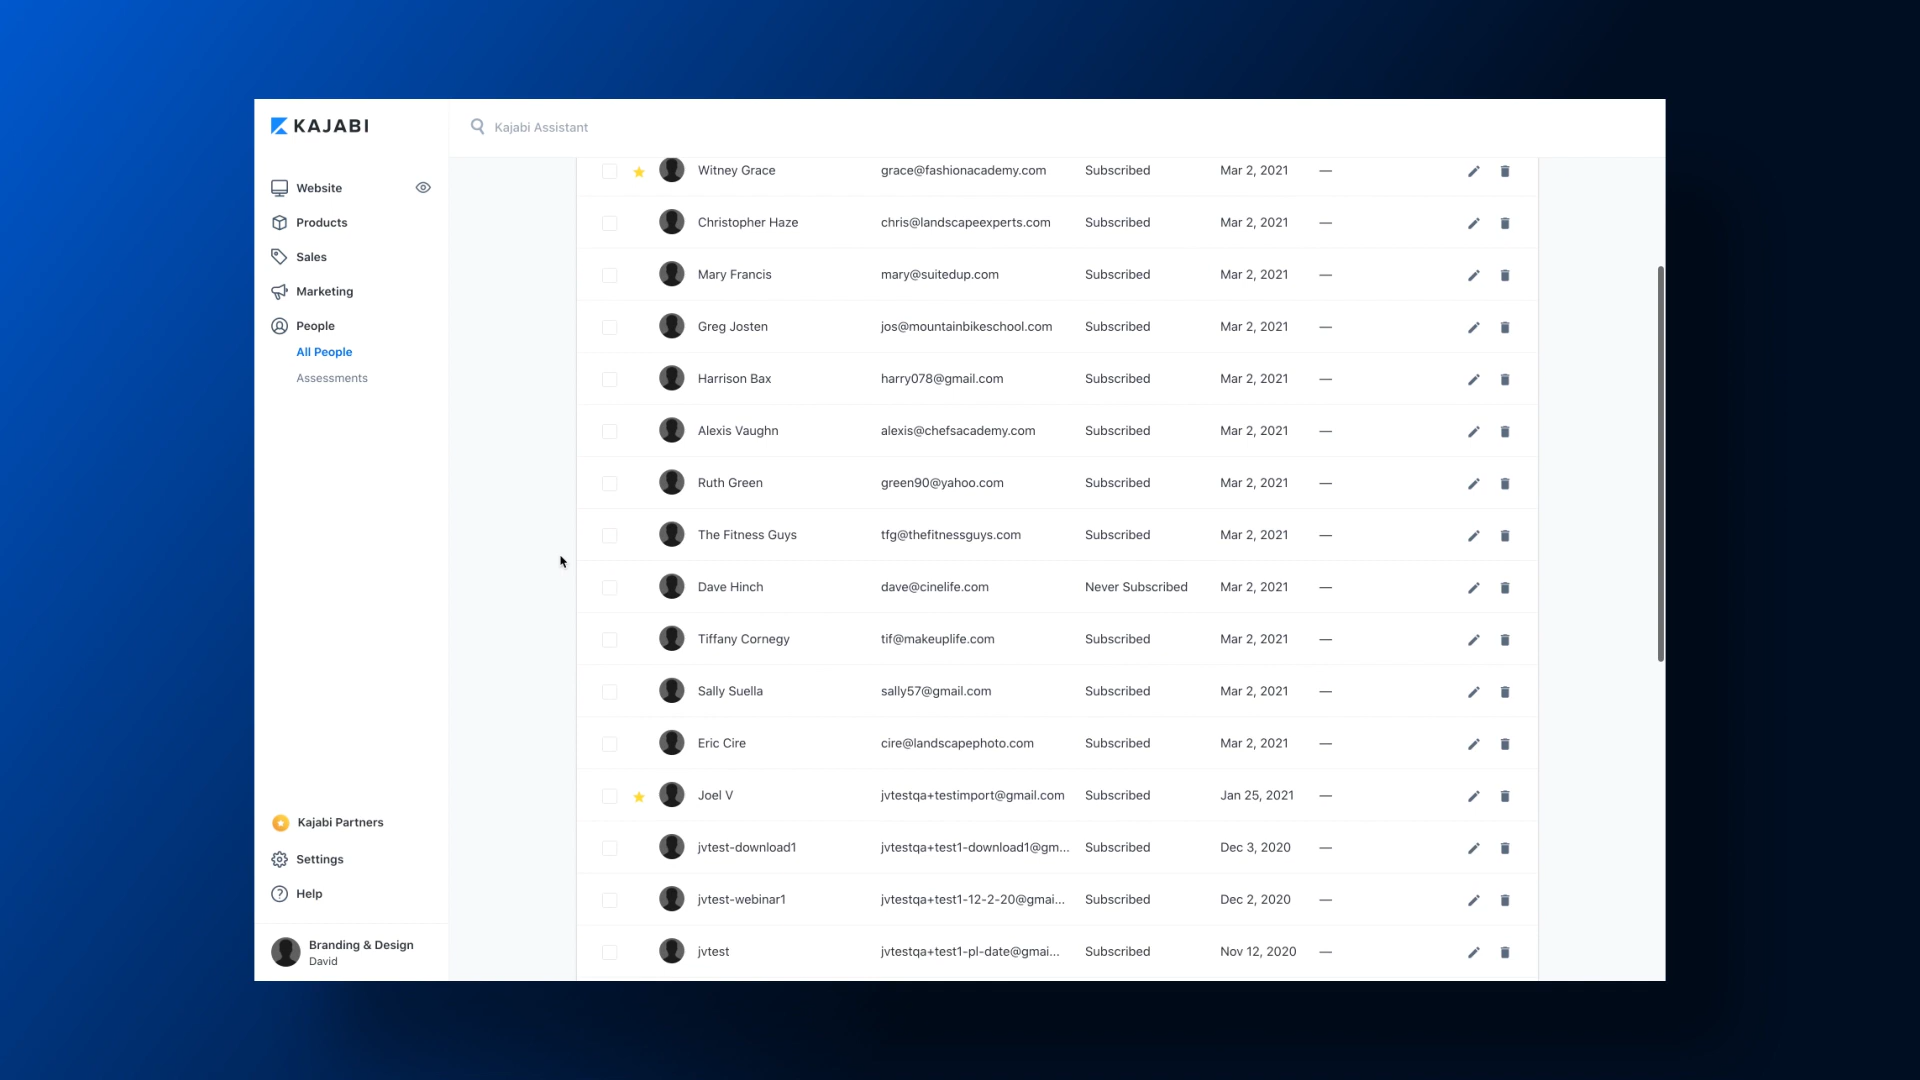 KAJABI
Kajabi Assistant
Website
Products
Sales
Marketing
People
All People
Assessments
Kajabi Partners
Settings
Help
Branding & Design
David
Witney Grace grace@fashionacademy.com Subscribed Mar 2, 2021 —
Christopher Haze chris@landscapeexperts.com Subscribed Mar 2, 2021 —
Mary Francis mary@suitedup.com Subscribed Mar 2, 2021 —
Greg Josten jos@mountainbikeschool.com Subscribed Mar 2, 2021 —
Harrison Bax harry078@gmail.com Subscribed Mar 2, 2021 —
Alexis Vaughn alexis@chefsacademy.com Subscribed Mar 2, 2021 —
Ruth Green green90@yahoo.com Subscribed Mar 2, 2021 —
The Fitness Guys tfg@thefitnessguys.com Subscribed Mar 2, 2021 —
Dave Hinch dave@cinelife.com Never Subscribed Mar 2, 2021 —
Tiffany Cornegy tif@makeuplife.com Subscribed Mar 2, 2021 —
Sally Suella sally57@gmail.com Subscribed Mar 2, 2021 —
Eric Cire cire@landscapephoto.com Subscribed Mar 2, 2021 —
Joel V jvtestqa+testimport@gmail.com Subscribed Jan 25, 2021 —
jvtest-download1 jvtestqa+test1-download1@gm... Subscribed Dec 3, 2020 —
jvtest-webinar1 jvtestqa+test1-12-2-20@gmai... Subscribed Dec 2, 2020 —
jvtest jvtestqa+test1-pl-date@gmai... Subscribed Nov 12, 2020 —